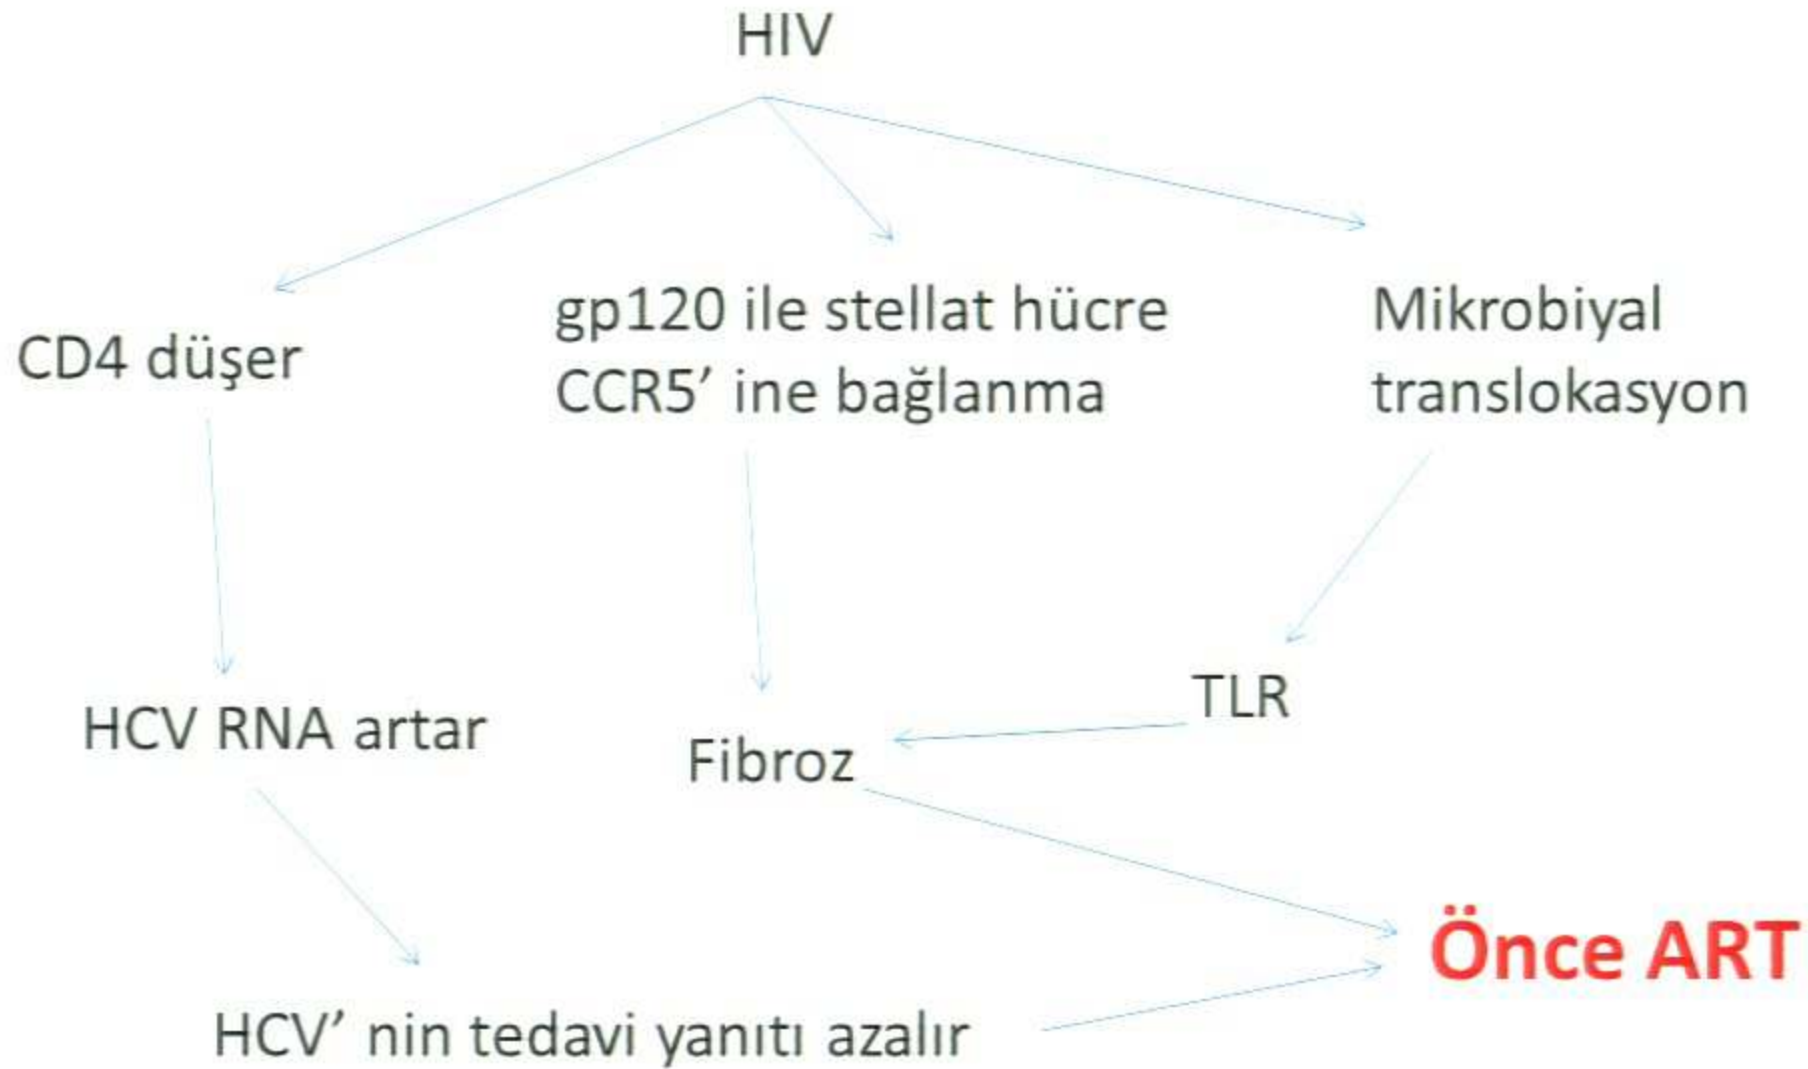 HIV
CD4 düşer
gp120 ile stellat hücre
CCR5’ ine bağlanma
Mikrobiyal
translokasyon
HCV RNA artar
Fibroz
TLR
Önce ART
HCV’ nin tedavi yanıtı azalır